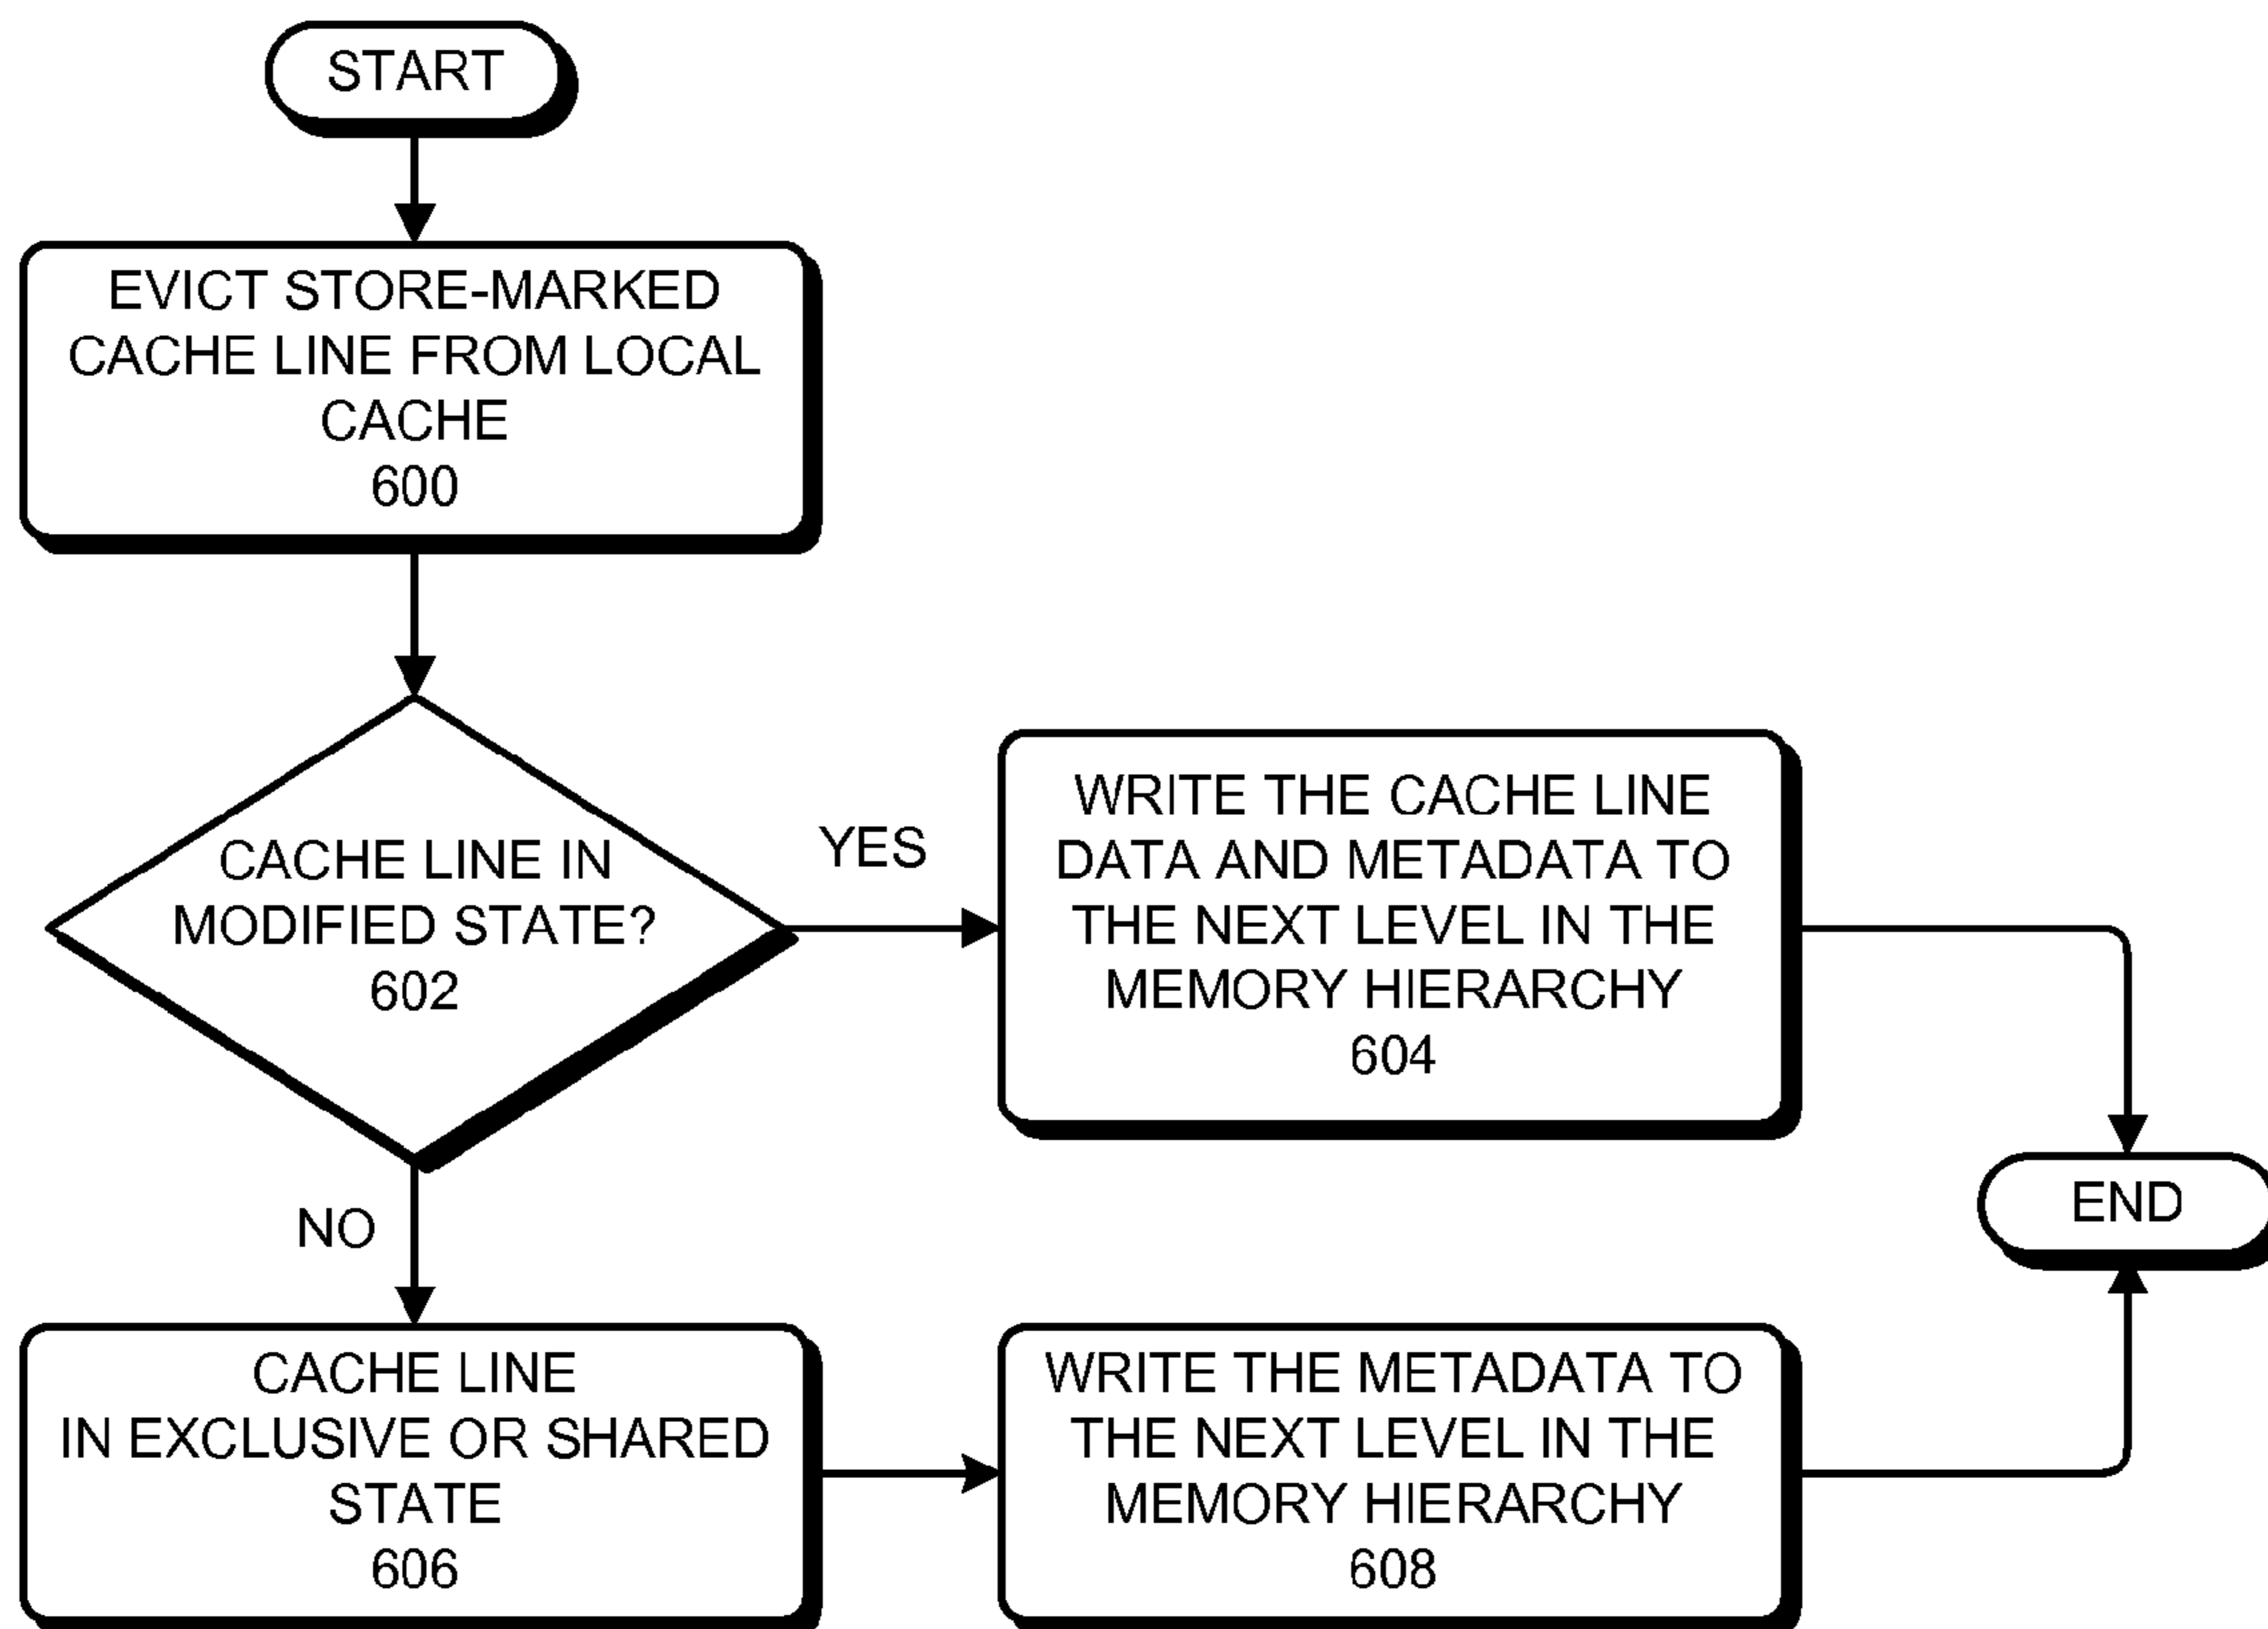 START
EVICT STORE-MARKED
CACHE LINE FROM LOCAL
CACHE
600
CACHE LINE IN
MODIFIED STATE?
602
YES
WRITE THE CACHE LINE
DATA AND METADATA TO
THE NEXT LEVEL IN THE
MEMORY HIERARCHY
604
NO
CACHE LINE
IN EXCLUSIVE OR SHARED
STATE
606
WRITE THE METADATA TO
THE NEXT LEVEL IN THE
MEMORY HIERARCHY
608
END